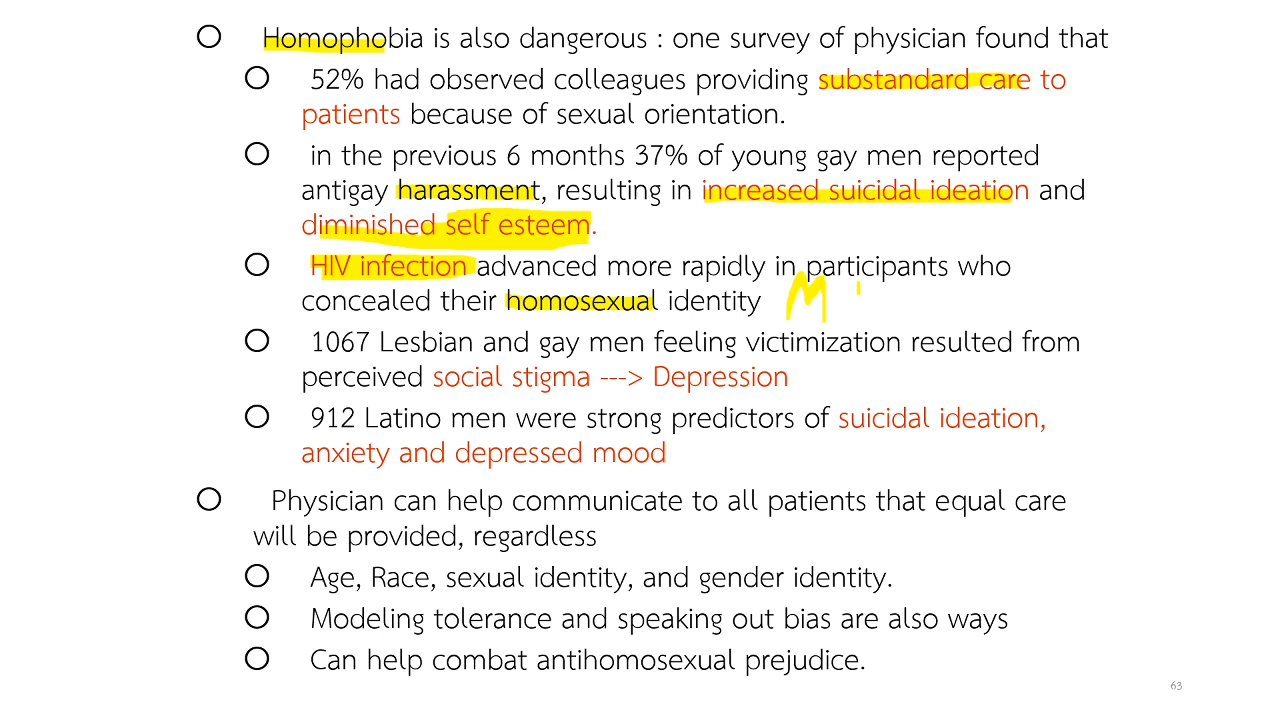 Homophobia is also dangerous : one survey of physician found that
52% had observed colleagues providing substandard care to
patients because of sexual orientation.
in the previous 6 months 37% of young gay men reported
antigay harassment, resulting in increased suicidal ideation and
diminished self esteem.
HIV infection advanced more rapidly in participants who
concealed their homosexual identity M
1067 Lesbian and gay men feeling victimization resulted from
perceived social stigma ---> Depression
912 Latino men were strong predictors of suicidal ideation,
anxiety and depressed mood
Physician can help communicate to all patients that equal care
will be provided, regardless
Age, Race, sexual identity, and gender identity.
Modeling tolerance and speaking out bias are also ways
Can help combat antihomosexual prejudice.
63